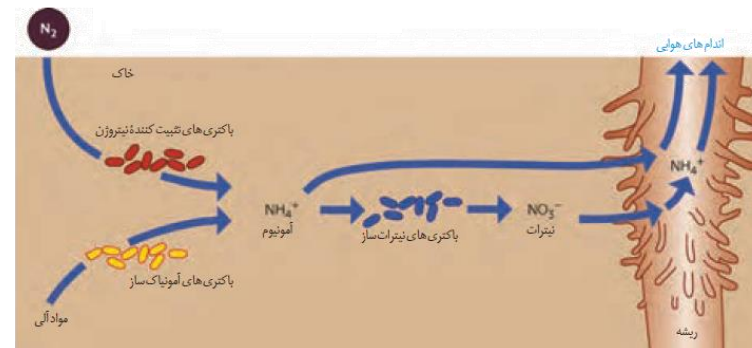 N₂
اندام های هوایی
خاک
باکتری های تثبیت کنندهٔ نیتروژن
NH₄⁺
NH₄⁺
آمونیوم
NO₃⁻
نیترات
باکتری های نیترات ساز
باکتری های آمونیاک ساز
مواد آلی
ریشه